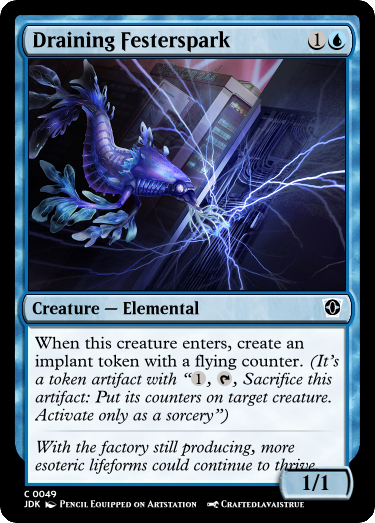 Draining Festerspark 1
Creature — Elemental
When this creature enters, create an
implant token with a flying counter. (It's
a token artifact with “1, T, Sacrifice this
artifact: Put its counters on target creature.
Activate only as a sorcery”)
With the factory still producing, more
esoteric lifeforms could continue to thrive.
1/1
C 0049
JDK Pencil Equipped on Artstation Craftedlavaistrue